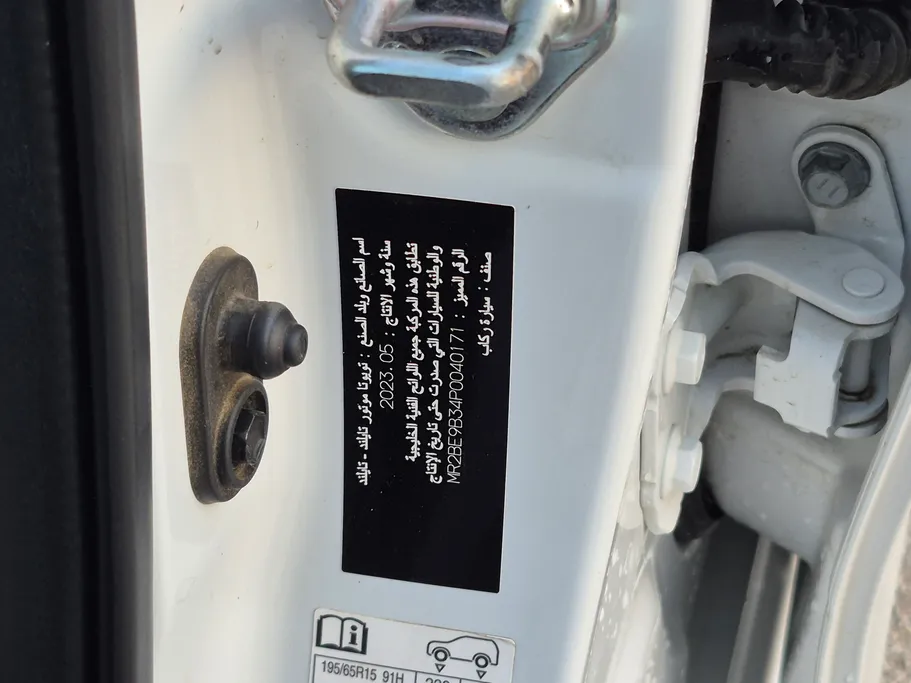 اسم الصانع وبلد الصنع : تويوتا موتور تايلند - تايلند
سنة وشهر الإنتاج : 2023.05
تطابق هذه المركبة جميع اللوائح الفنية الخليجية
والوطنية للسيارات التي صدرت حتى تاريخ الإنتاج
الرقم المميز : MR2BE9B34P0040171
صنف : سيارة ركاب
i
195/65R15 91H